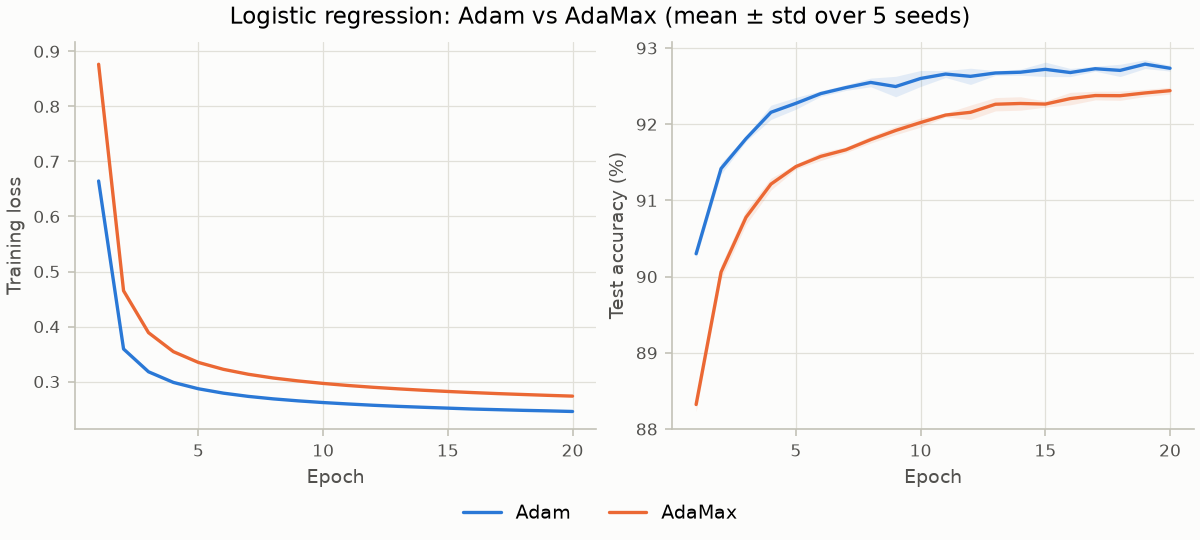 Logistic regression: Adam vs AdaMax (mean ± std over 5 seeds)
Training loss
0.9
0.8
0.7
0.6
0.5
0.4
0.3
5 10 15 20
Epoch
Test accuracy (%)
93
92
91
90
89
88
5 10 15 20
Epoch
Adam AdaMax